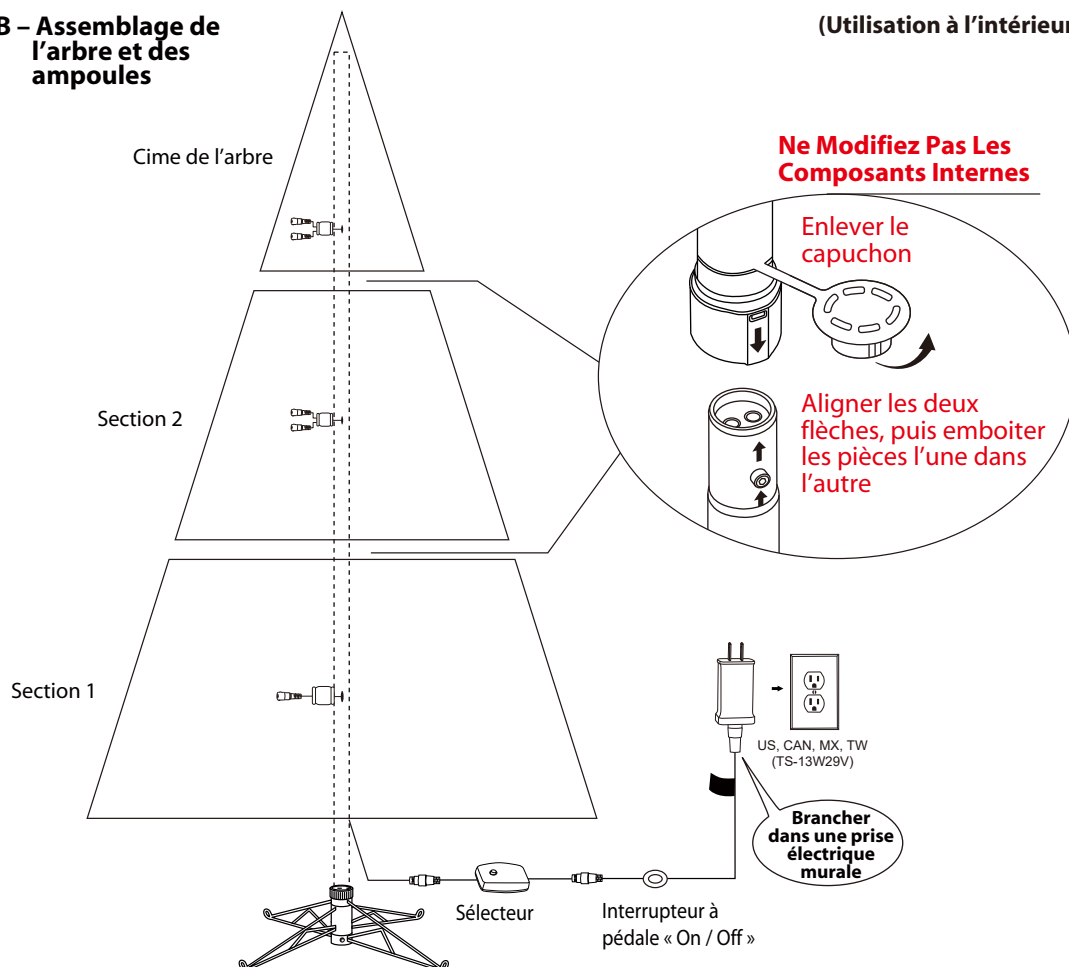 B – Assemblage de
l’arbre et des
ampoules
(Utilisation à l’intérieur
Cime de l’arbre
Ne Modifiez Pas Les
Composants Internes
Enlever le
capuchon
Section 2
Aligner les deux
flèches, puis emboiter
les pièces l’une dans
l’autre
Section 1
US, CAN, MX, TW
(TS-13W29V)
Brancher
dans une prise
électrique
murale
Sélecteur
Interrupteur à
pédale « On / Off »